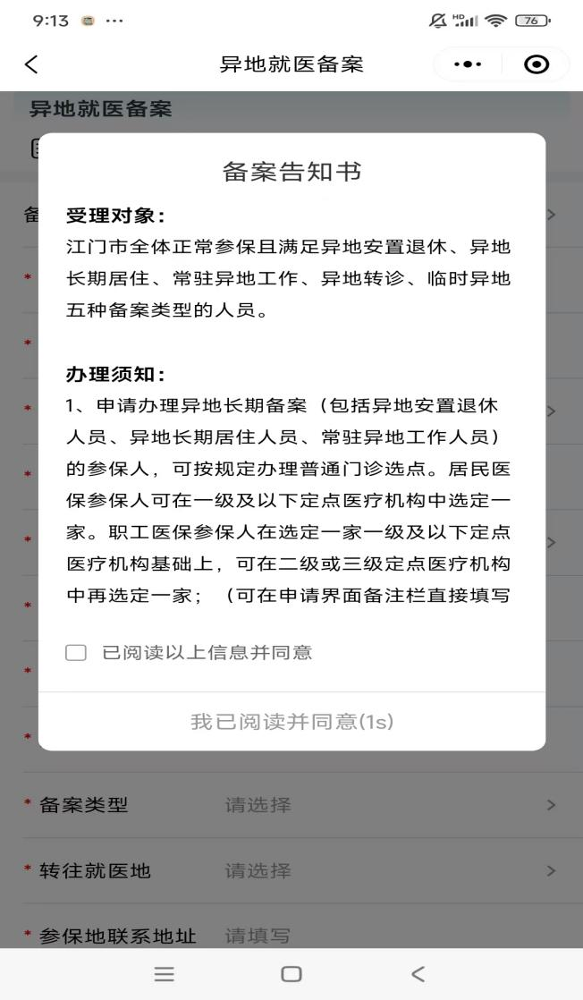 9:13
HD
76
异地就医备案
异地就医备案
备案告知书
备
受理对象：
江门市全体正常参保且满足异地安置退休、异地
长期居住、常驻异地工作、异地转诊、临时异地
五种备案类型的人员。
办理须知：
1、申请办理异地长期备案（包括异地安置退休
人员、异地长期居住人员、常驻异地工作人员）
的参保人，可按规定办理普通门诊选点。居民医
保参保人可在一级及以下定点医疗机构中选定一
家。职工医保参保人在选定一家一级及以下定点
医疗机构基础上，可在二级或三级定点医疗机构
中再选定一家；（可在申请界面备注栏直接填写
已阅读以上信息并同意
我已阅读并同意(1s)
* 备案类型 请选择
* 转往就医地 请选择
* 参保地联系地址 请填写